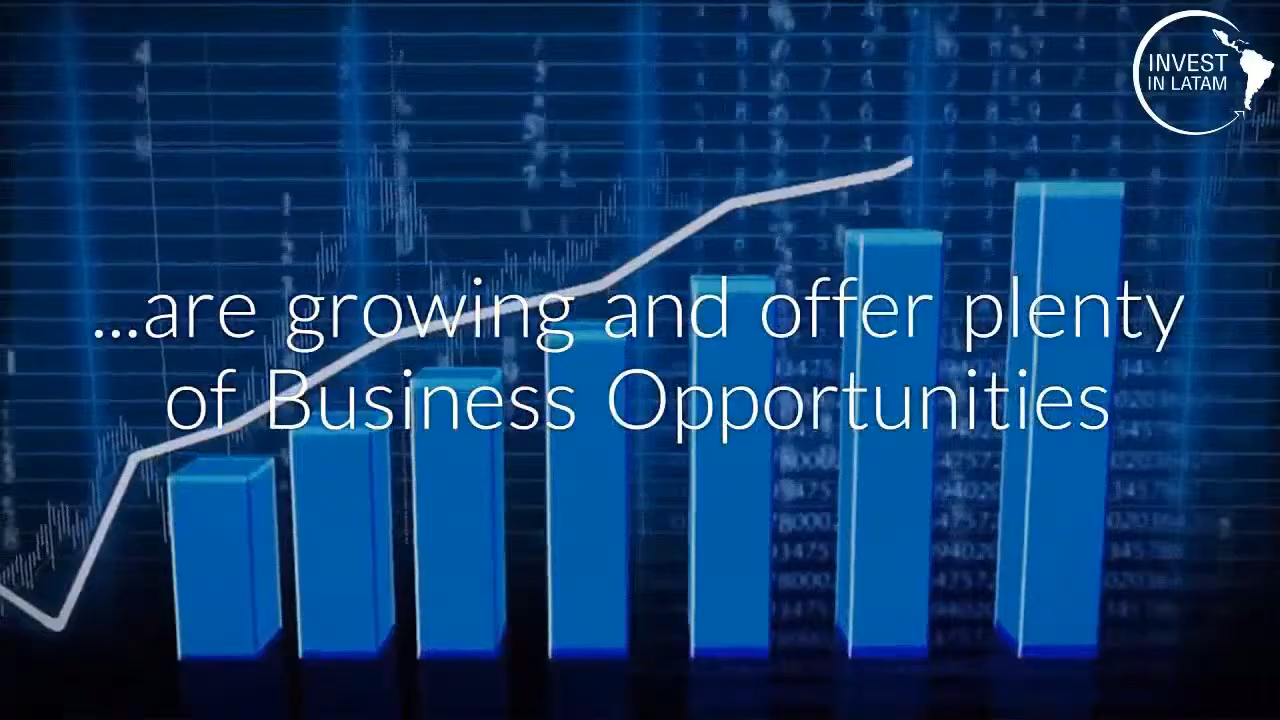 INVEST
IN LATAM
...are growing and offer plenty
of Business Opportunities